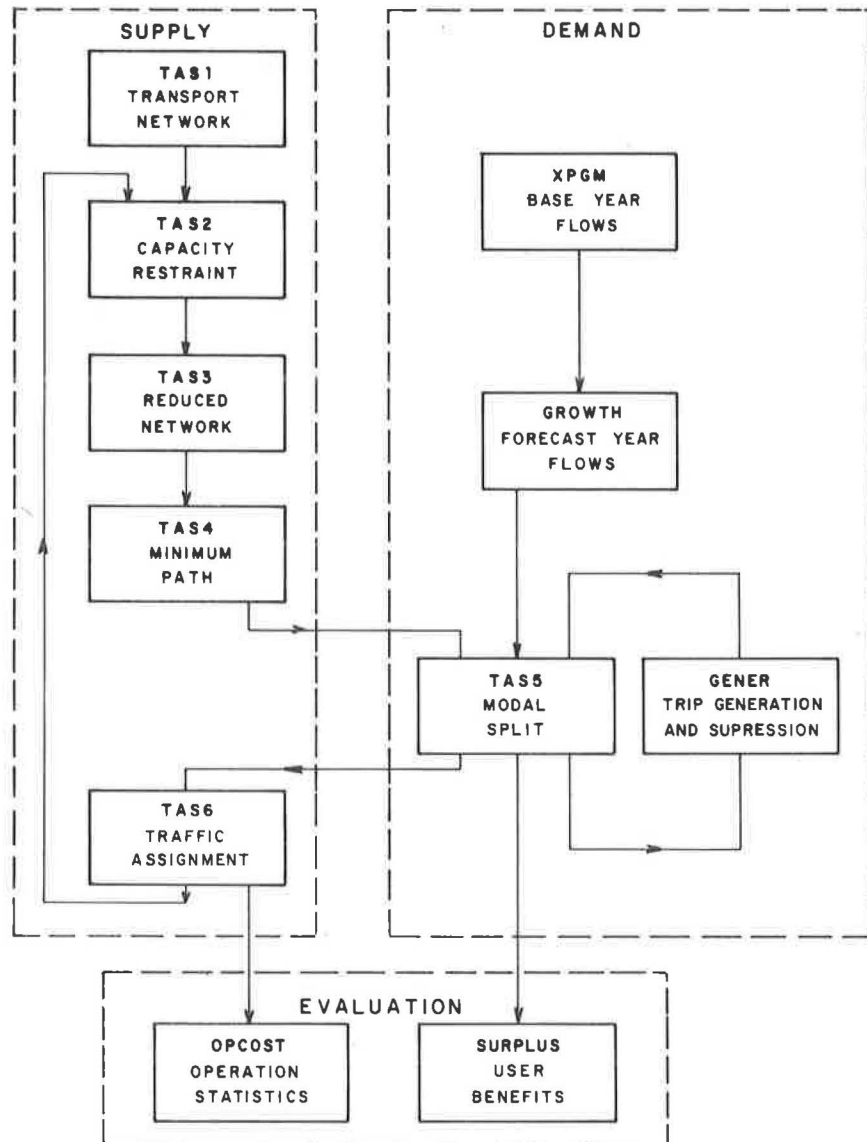 SUPPLY
TAS1
TRANSPORT
NETWORK
TAS2
CAPACITY
RESTRAINT
TAS3
REDUCED
NETWORK
TAS4
MINIMUM
PATH
TAS6
TRAFFIC
ASSIGNMENT
DEMAND
XPGM
BASE YEAR
FLOWS
GROWTH
FORECAST YEAR
FLOWS
TAS5
MODAL
SPLIT
GENER
TRIP GENERATION
AND SUPRESSION
EVALUATION
OPCOST
OPERATION
STATISTICS
SURPLUS
USER
BENEFITS